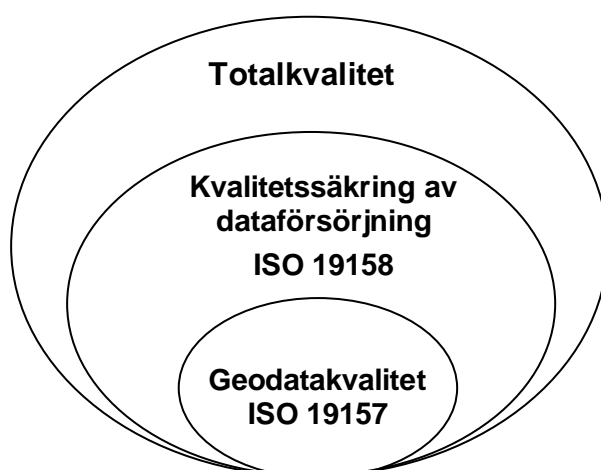 Totalkvalitet
Kvalitetssäkring av
dataförsörjning
ISO 19158
Geodatakvalitet
ISO 19157